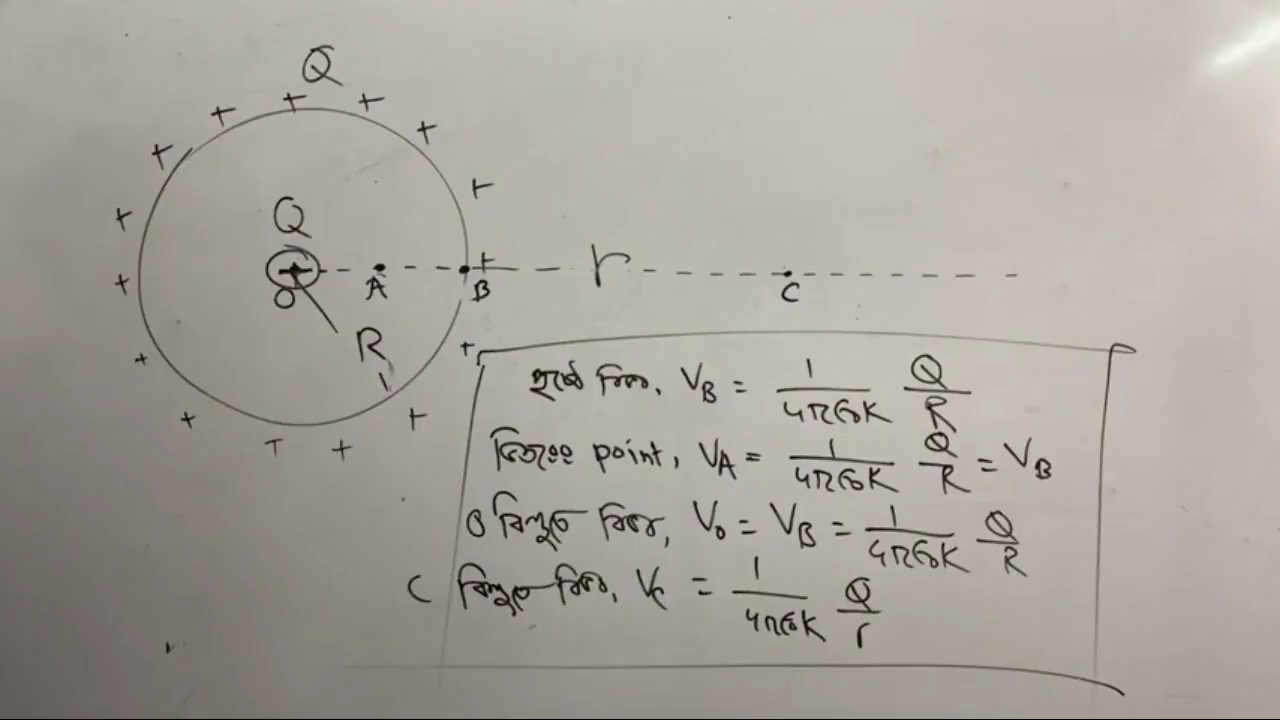 Q
+ + + + + + + + + + + + + + +
Q
O A B r C
R
পৃষ্ঠে বিভব, V_B = 1/4πε₀K Q/R
ভিতরের point, V_A = 1/4πε₀K Q/R = V_B
O বিন্দুতে বিভব, V₀ = V_B = 1/4πε₀K Q/R
C বিন্দুতে বিভব, V_C = 1/4πε₀K Q/r